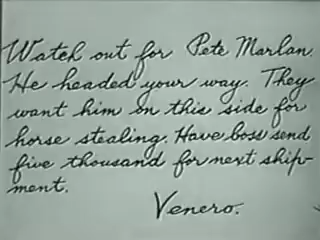 Watch out for Pete Marlan.
He headed your way. They
want him on this side for
horse stealing. Have boss send
five thousand for next ship-
ment.
Venero.